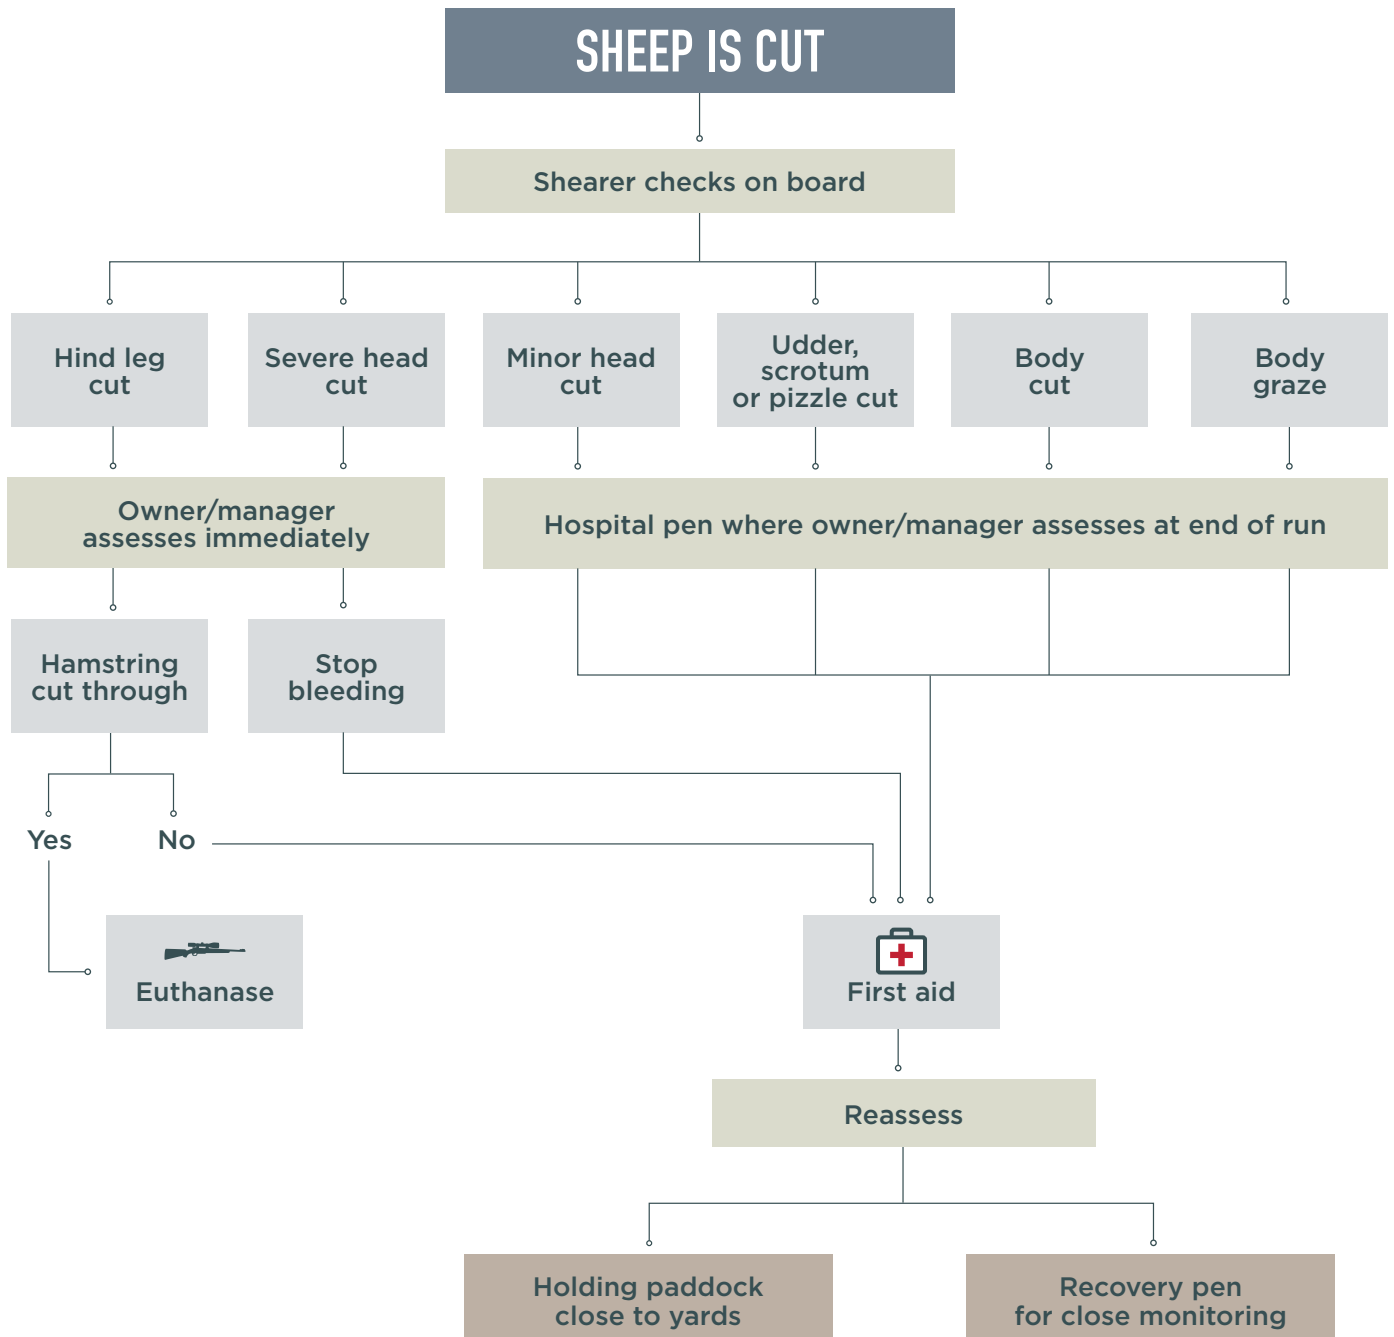 SHEEP IS CUT
Shearer checks on board
Hind leg
cut
Severe head
cut
Minor head
cut
Udder,
scrotum
or pizzle cut
Body
cut
Body
graze
Owner/manager
assesses immediately
Hospital pen where owner/manager assesses at end of run
Hamstring
cut through
Stop
bleeding
Yes
No
Euthanase
First aid
Reassess
Holding paddock
close to yards
Recovery pen
for close monitoring